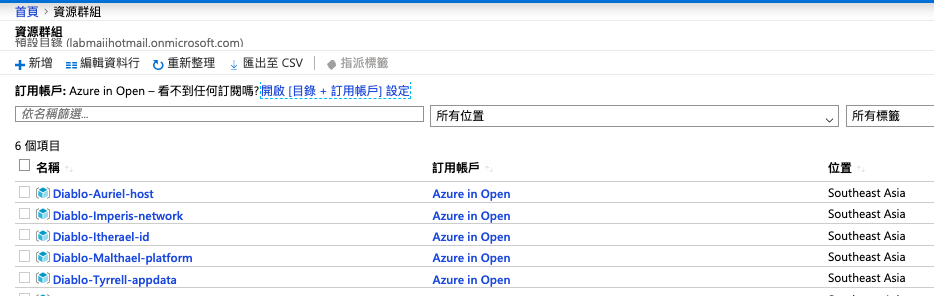 首頁 > 資源群組
資源群組
預設目錄 (labmaiihotmail.onmicrosoft.com)
新增 編輯資料行 重新整理 匯出至 CSV 指派標籤
訂用帳戶: Azure in Open – 看不到任何訂閱嗎?開啟 [目錄 + 訂用帳戶] 設定
依名稱篩選... 所有位置 所有標籤
6 個項目
名稱 訂用帳戶 位置
Diablo-Auriel-host Azure in Open Southeast Asia
Diablo-Imperis-network Azure in Open Southeast Asia
Diablo-Itherael-id Azure in Open Southeast Asia
Diablo-Malthael-platform Azure in Open Southeast Asia
Diablo-Tyrrell-appdata Azure in Open Southeast Asia